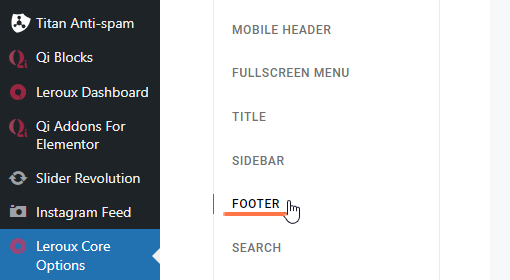 Titan Anti-spam
Qi Blocks
Leroux Dashboard
Qi Addons For
Elementor
Slider Revolution
Instagram Feed
Leroux Core
Options
MOBILE HEADER
FULLSCREEN MENU
TITLE
SIDEBAR
FOOTER
SEARCH